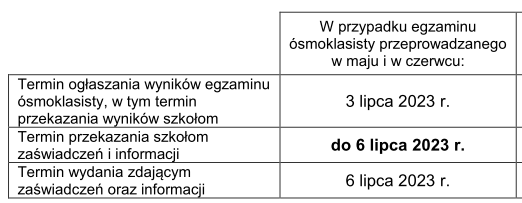 W przypadku egzaminu
ósmoklasisty przeprowadzanego
w maju i w czerwcu:
Termin ogłaszania wyników egzaminu
ósmoklasisty, w tym termin
przekazania wyników szkołom
3 lipca 2023 r.
Termin przekazania szkołom
zaświadczeń i informacji
do 6 lipca 2023 r.
Termin wydania zdającym
zaświadczeń oraz informacji
6 lipca 2023 r.